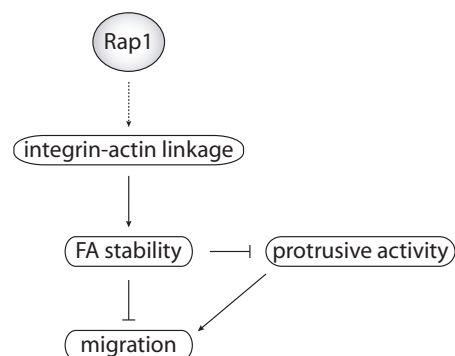 Rap1
integrin-actin linkage
FA stability
protrusive activity
migration